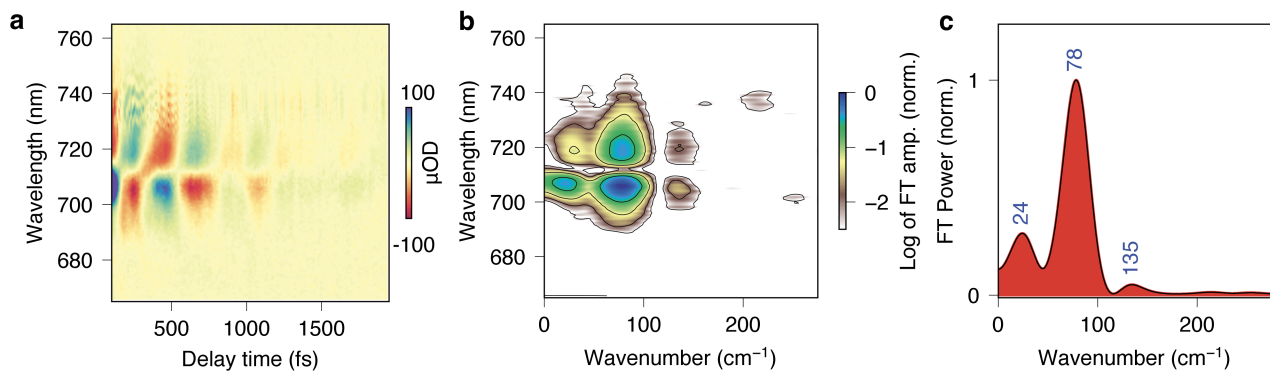 a
760
740
720
700
680
Wavelength (nm)
500
1000
1500
Delay time (fs)
100
µOD
-100
b
760
740
720
700
680
Wavelength (nm)
0
100
200
Wavenumber (cm⁻¹)
0
−1
−2
Log of FT amp. (norm.)
c
1
0
FT Power (norm.)
24
78
135
0
100
200
Wavenumber (cm⁻¹)